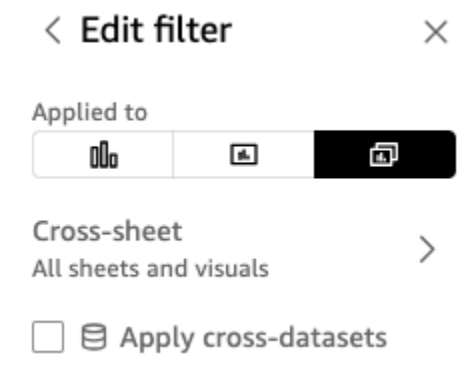 Edit filter
Applied to
Cross-sheet
All sheets and visuals
Apply cross-datasets